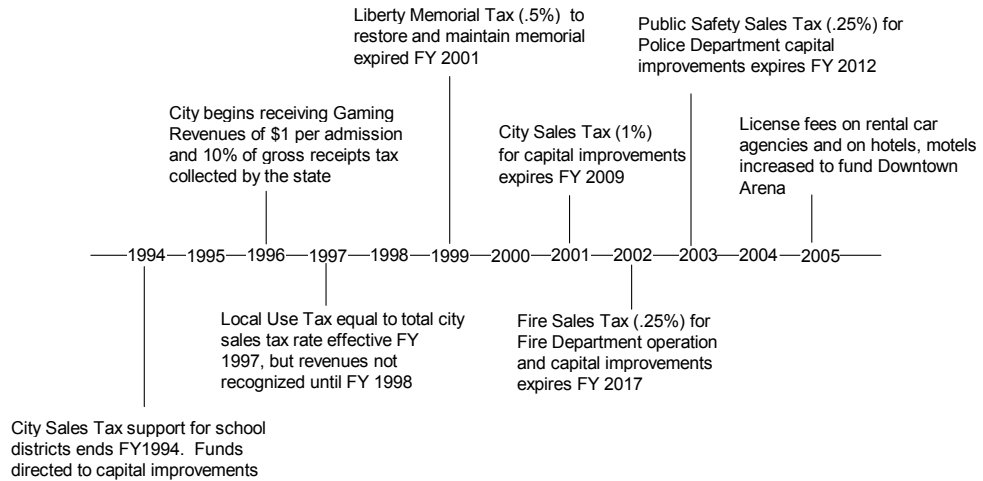 Liberty Memorial Tax (.5%) to
restore and maintain memorial
expired FY 2001
Public Safety Sales Tax (.25%) for
Police Department capital
improvements expires FY 2012
City begins receiving Gaming
Revenues of $1 per admission
and 10% of gross receipts tax
collected by the state
City Sales Tax (1%)
for capital improvements
expires FY 2009
License fees on rental car
agencies and on hotels, motels
increased to fund Downtown
Arena
1994 1995 1996 1997 1998 1999 2000 2001 2002 2003 2004 2005
Local Use Tax equal to total city
sales tax rate effective FY
1997, but revenues not
recognized until FY 1998
Fire Sales Tax (.25%) for
Fire Department operation
and capital improvements
expires FY 2017
City Sales Tax support for school
districts ends FY1994. Funds
directed to capital improvements